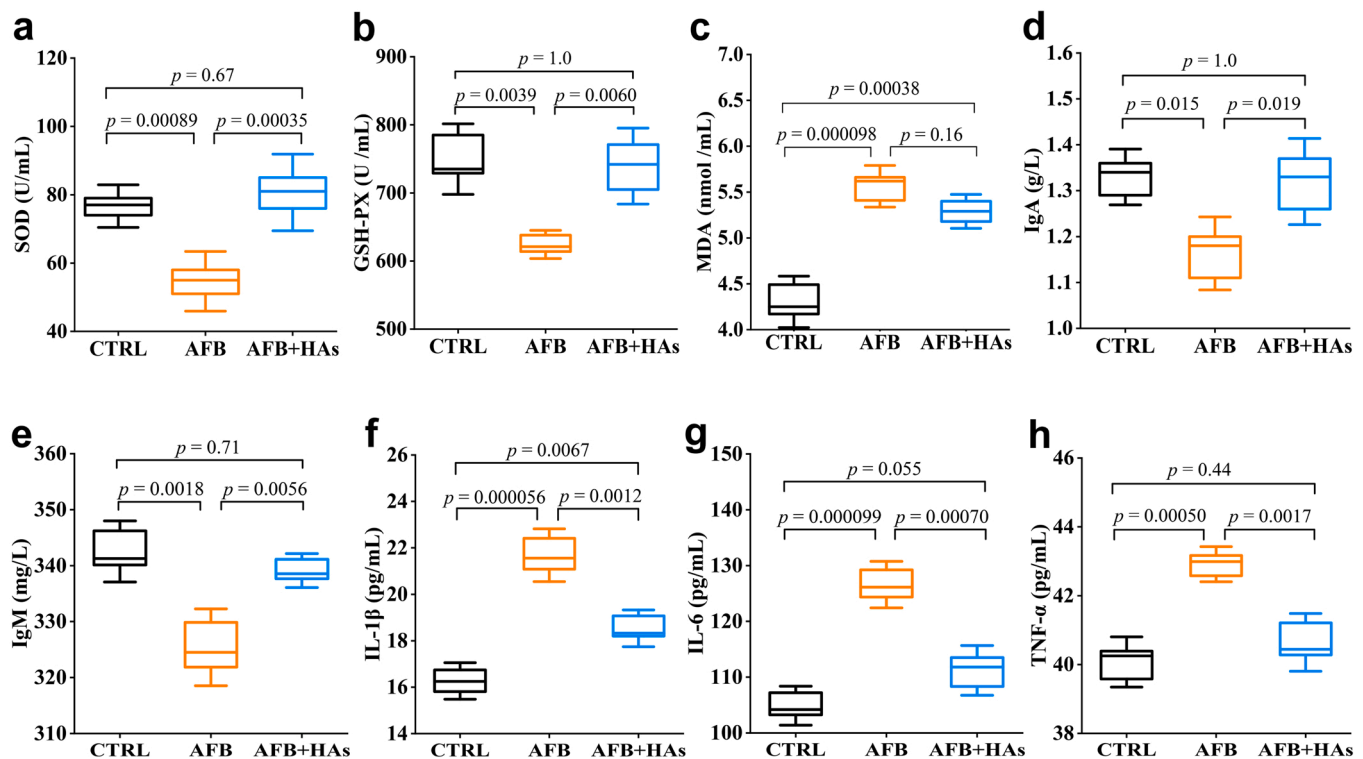 a
SOD (U/mL)
120
100
80
60
40
p = 0.67
p = 0.00089
p = 0.00035
CTRL
AFB
AFB+HAs
b
GSH-PX (U /mL)
900
800
700
600
500
p = 1.0
p = 0.0039
p = 0.0060
CTRL
AFB
AFB+HAs
c
MDA (nmol /mL)
7.0
6.5
6.0
5.5
5.0
4.5
4.0
p = 0.00038
p = 0.000098
p = 0.16
CTRL
AFB
AFB+HAs
d
IgA (g/L)
1.6
1.5
1.3
1.2
1.1
1.0
p = 1.0
p = 0.015
p = 0.019
CTRL
AFB
AFB+HAs
e
IgM (mg/L)
360
350
340
330
320
310
p = 0.71
p = 0.0018
p = 0.0056
CTRL
AFB
AFB+HAs
f
IL-1β (pg/mL)
26
24
22
20
18
16
14
p = 0.0067
p = 0.000056
p = 0.0012
CTRL
AFB
AFB+HAs
g
IL-6 (pg/mL)
150
140
130
120
110
100
p = 0.055
p = 0.000099
p = 0.00070
CTRL
AFB
AFB+HAs
h
TNF-α (pg/mL)
46
44
42
40
38
p = 0.44
p = 0.00050
p = 0.0017
CTRL
AFB
AFB+HAs